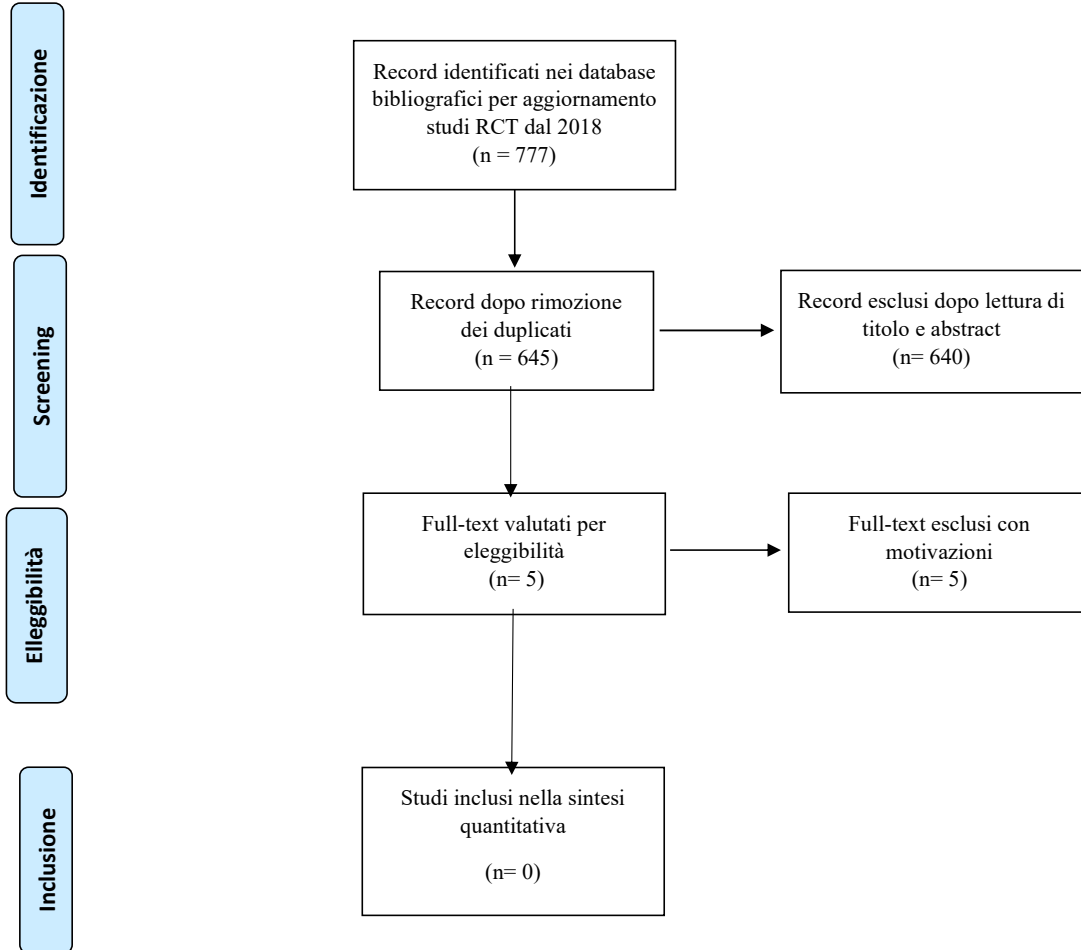 Identificazione
Record identificati nei database
bibliografici per aggiornamento
studi RCT dal 2018
(n = 777)
Screening
Record dopo rimozione
dei duplicati
(n = 645)
Record esclusi dopo lettura di
titolo e abstract
(n= 640)
Elleggibilità
Full-text valutati per
eleggibilità
(n= 5)
Full-text esclusi con
motivazioni
(n= 5)
Inclusione
Studi inclusi nella sintesi
quantitativa
(n= 0)